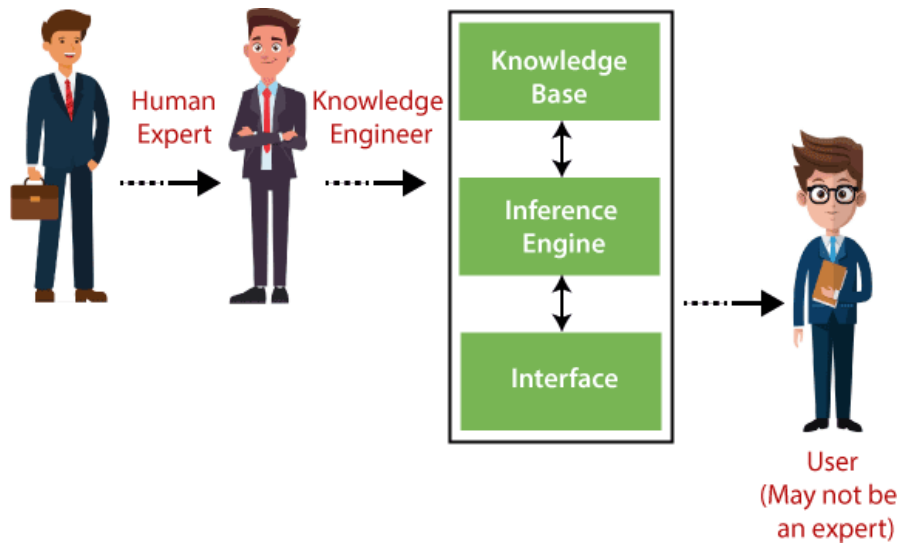 Human
Expert
Knowledge
Engineer
Knowledge
Base
Inference
Engine
Interface
User
(May not be
an expert)